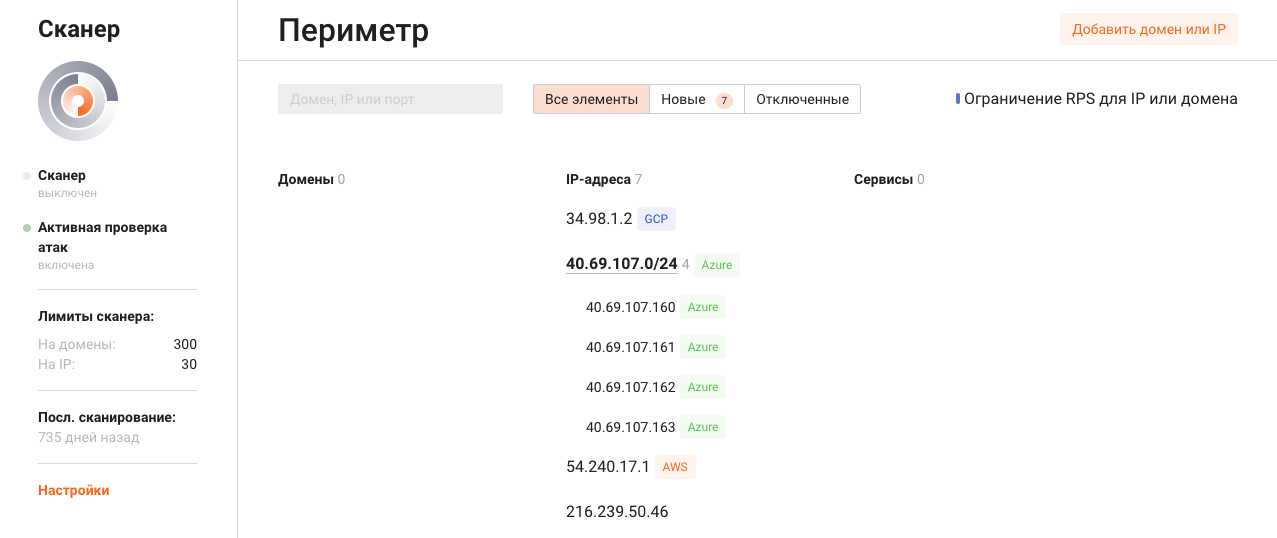 Сканер
Сканер
выключен
Активная проверка
атак
включена
Лимиты сканера:
На домены: 300
На IP: 30
Посл. сканирование:
735 дней назад
Настройки
Периметр
Добавить домен или IP
Домен, IP или порт
Все элементы Новые 7 Отключенные
Ограничение RPS для IP или домена
Домены 0
IP-адреса 7
34.98.1.2 GCP
40.69.107.0/24 4 Azure
40.69.107.160 Azure
40.69.107.161 Azure
40.69.107.162 Azure
40.69.107.163 Azure
54.240.17.1 AWS
216.239.50.46
Сервисы 0